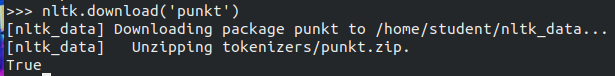 >>> nltk.download('punkt')
[nltk_data] Downloading package punkt to /home/student/nltk_data...
[nltk_data]   Unzipping tokenizers/punkt.zip.
True